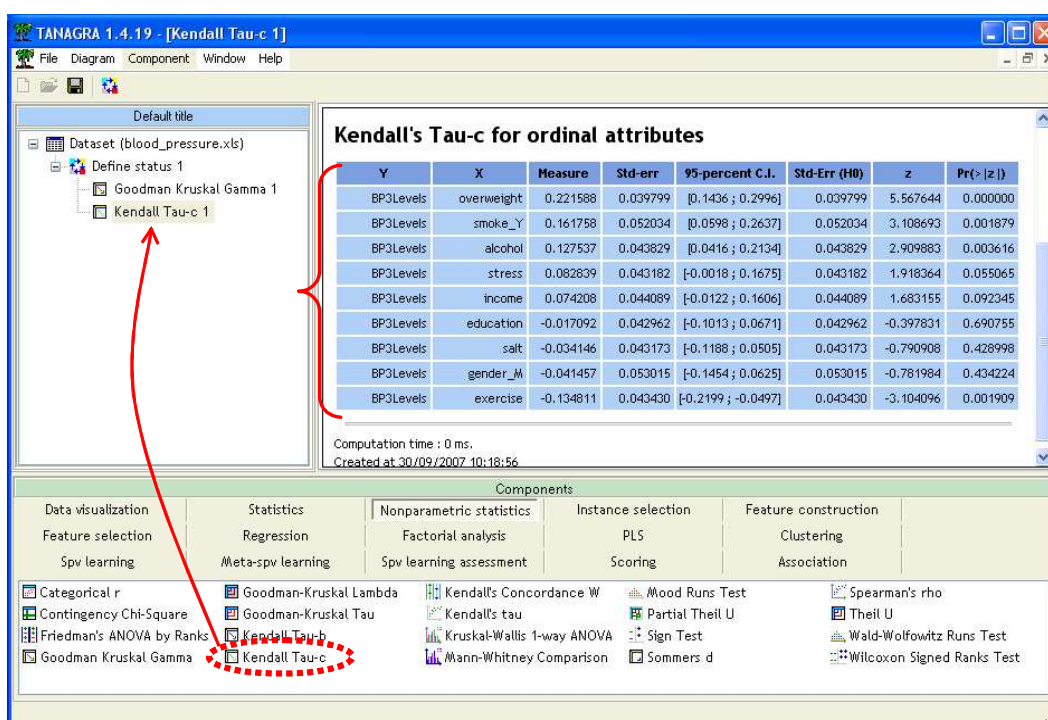 TANAGRA 1.4.19 - [Kendall Tau-c 1]
File Diagram Component Window Help
Default title
Dataset (blood_pressure.xls)
Define status 1
Goodman Kruskal Gamma 1
Kendall Tau-c 1
Kendall's Tau-c for ordinal attributes
Y X Measure Std-err 95-percent C.I. Std-Err (H0) z Pr(>|z|)
BP3Levels overweight 0.221588 0.039799 [0.1436 ; 0.2996] 0.039799 5.567644 0.000000
BP3Levels smoke_Y 0.161758 0.052034 [0.0598 ; 0.2637] 0.052034 3.108693 0.001879
BP3Levels alcohol 0.127537 0.043829 [0.0416 ; 0.2134] 0.043829 2.909883 0.003616
BP3Levels stress 0.082839 0.043182 [-0.0018 ; 0.1675] 0.043182 1.918364 0.055065
BP3Levels income 0.074208 0.044089 [-0.0122 ; 0.1606] 0.044089 1.683155 0.092345
BP3Levels education -0.017092 0.042962 [-0.1013 ; 0.0671] 0.042962 -0.397831 0.690755
BP3Levels salt -0.034146 0.043173 [-0.1188 ; 0.0505] 0.043173 -0.790908 0.428998
BP3Levels gender_M -0.041457 0.053015 [-0.1454 ; 0.0625] 0.053015 -0.781984 0.434224
BP3Levels exercise -0.134811 0.043430 [-0.2199 ; -0.0497] 0.043430 -3.104096 0.001909
Computation time : 0 ms.
Created at 30/09/2007 10:18:56
Components
Data visualization Statistics Nonparametric statistics Instance selection Feature construction
Feature selection Regression Factorial analysis PLS Clustering
Spv learning Meta-spv learning Spv learning assessment Scoring Association
Categorical r Goodman-Kruskal Lambda Kendall's Concordance W Mood Runs Test Spearman's rho
Contingency Chi-Square Goodman-Kruskal Tau Kendall's tau Partial Theil U Theil U
Friedman's ANOVA by Ranks Kendall Tau-b Kruskal-Wallis 1-way ANOVA Sign Test Wald-Wolfowitz Runs Test
Goodman Kruskal Gamma Kendall Tau-c Mann-Whitney Comparison Sommers d Wilcoxon Signed Ranks Test